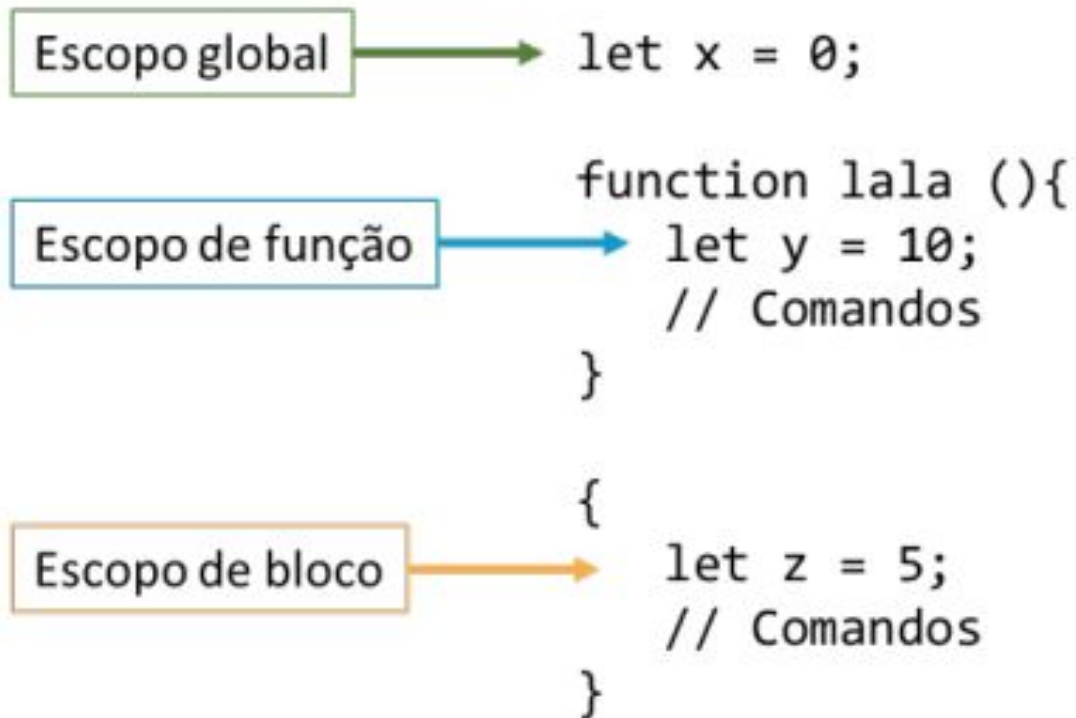 Escopo global
let x = 0;
function lala (){
Escopo de função
let y = 10;
// Comandos
}
{
Escopo de bloco
let z = 5;
// Comandos
}